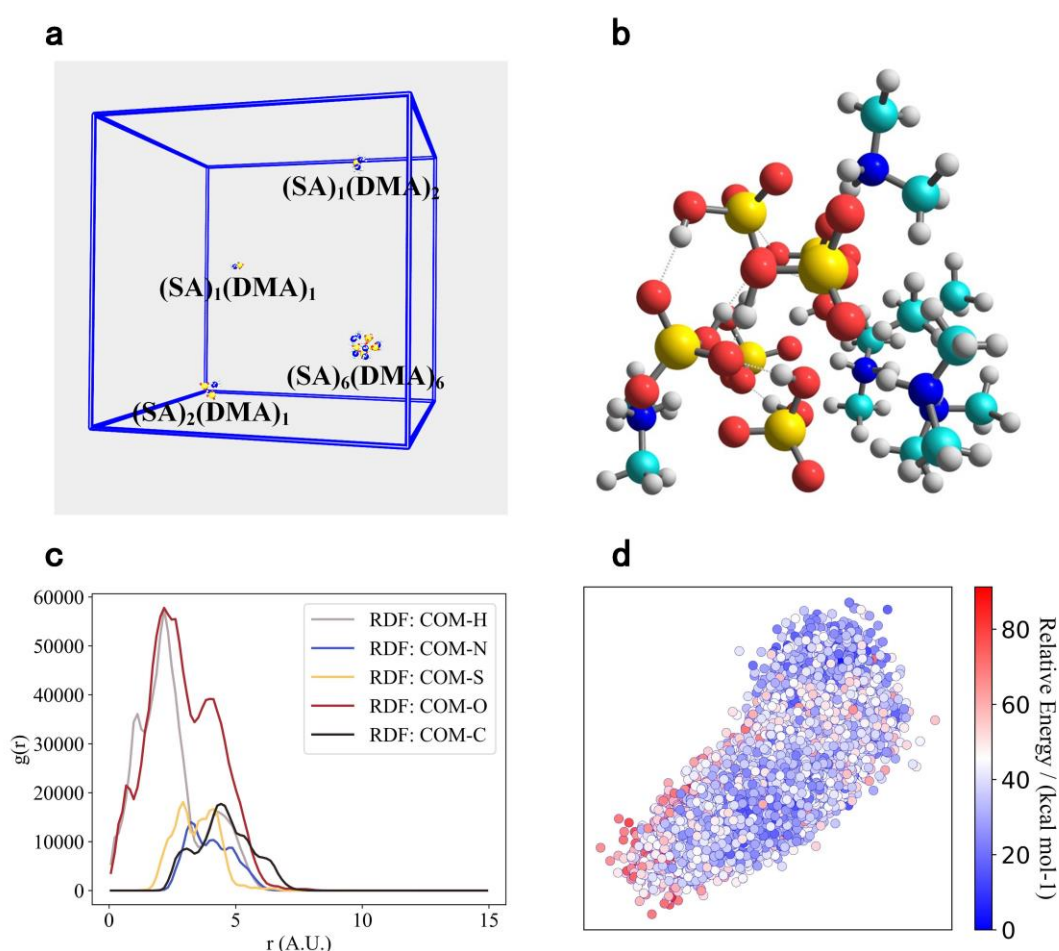 a
b
(SA)₁(DMA)₂
(SA)₁(DMA)₁
(SA)₆(DMA)₆
(SA)₂(DMA)₁
c
d
60000
50000
40000
30000
20000
10000
0
g(r)
RDF: COM-H
RDF: COM-N
RDF: COM-S
RDF: COM-O
RDF: COM-C
0
5
10
15
r (A.U.)
80
60
40
20
0
Relative Energy / (kcal mol-1)